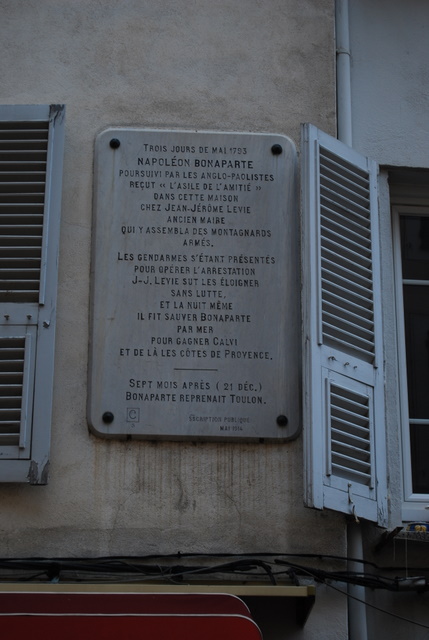 TROIS JOURS DE MAI 1793
NAPOLÉON BONAPARTE
POURSUIVI PAR LES ANGLO-PAOLISTES
REÇUT « L'ASILE DE L'AMITIÉ »
DANS CETTE MAISON
CHEZ JEAN-JÉRÔME LEVIE
ANCIEN MAIRE
QUI Y ASSEMBLA DES MONTAGNARDS
ARMÉS.
LES GENDARMES S'ÉTANT PRÉSENTÉS
POUR OPÉRER L'ARRESTATION
J-J. LEVIE SUT LES ÉLOIGNER
SANS LUTTE,
ET LA NUIT MÊME
IL FIT SAUVER BONAPARTE
PAR MER
POUR GAGNER CALVI
ET DE LÀ LES CÔTES DE PROVENCE.
SEPT MOIS APRÈS (21 DÉC.)
BONAPARTE REPRENAIT TOULON.
C
SOUSCRIPTION PUBLIQUE
MAI